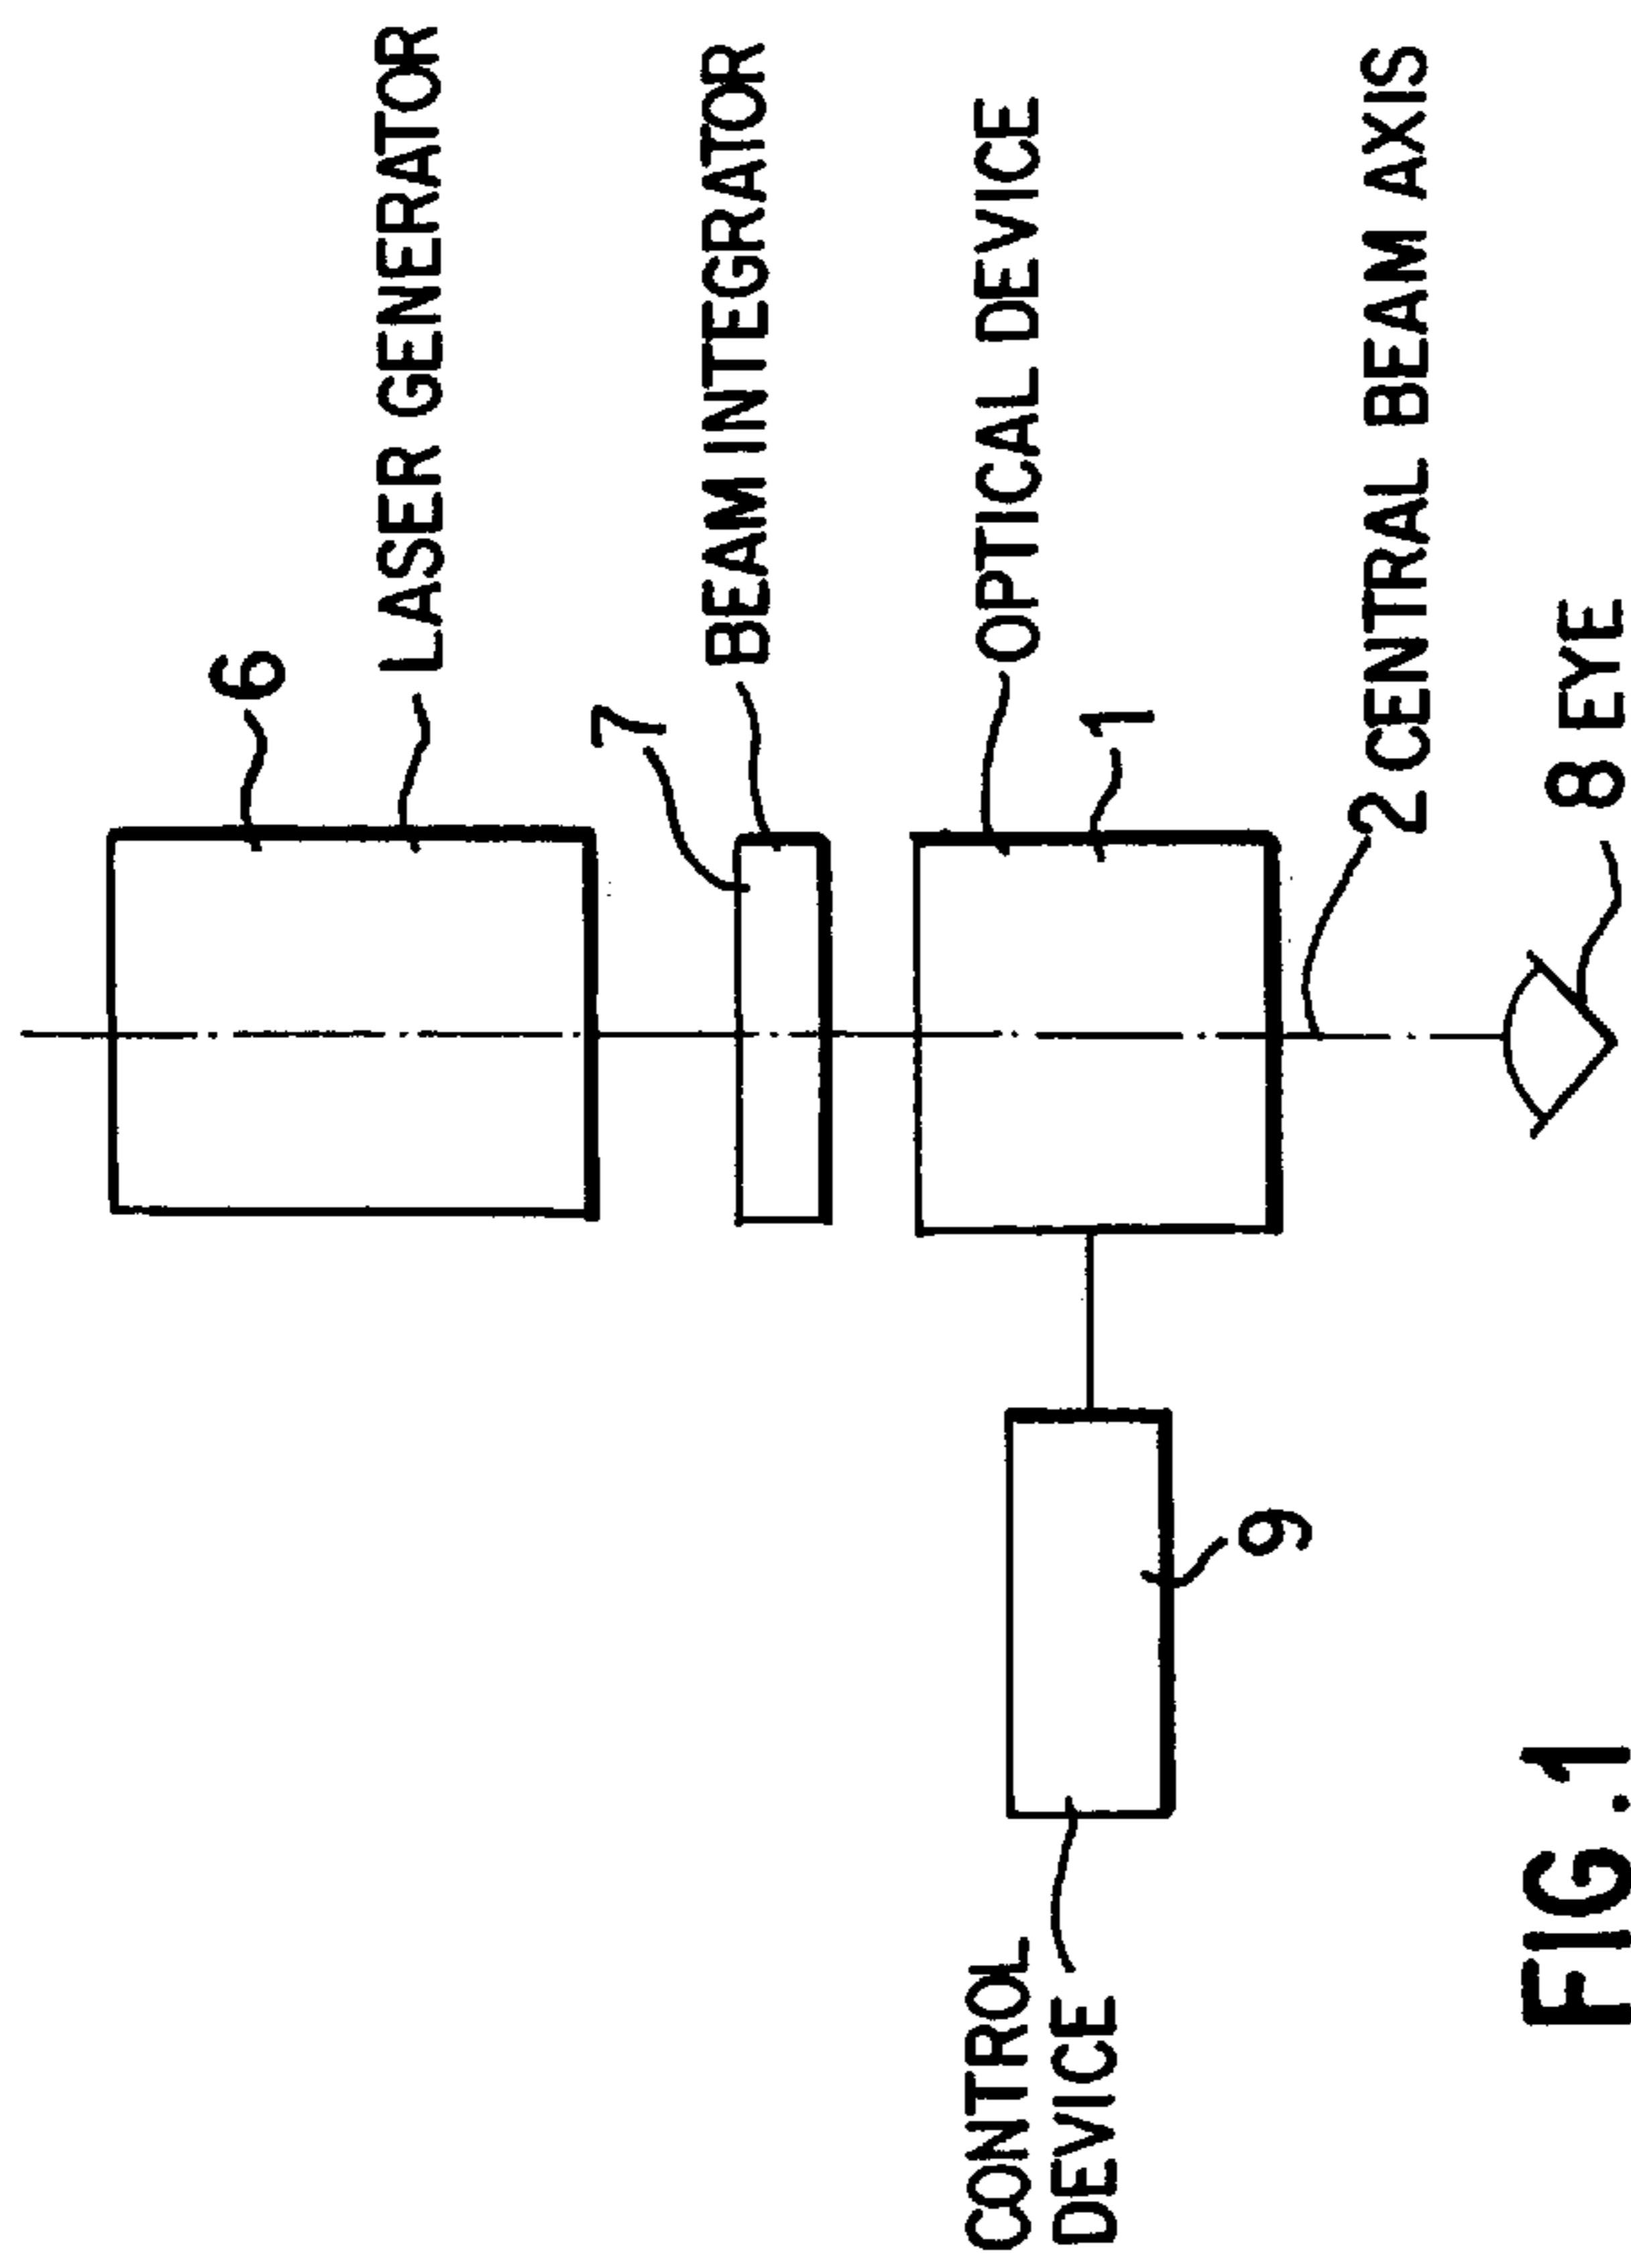 6
LASER GENERATOR
7
BEAM INTEGRATOR
OPTICAL DEVICE
1
2 CENTRAL BEAM AXIS
8 EYE
CONTROL
DEVICE
9
FIG.1